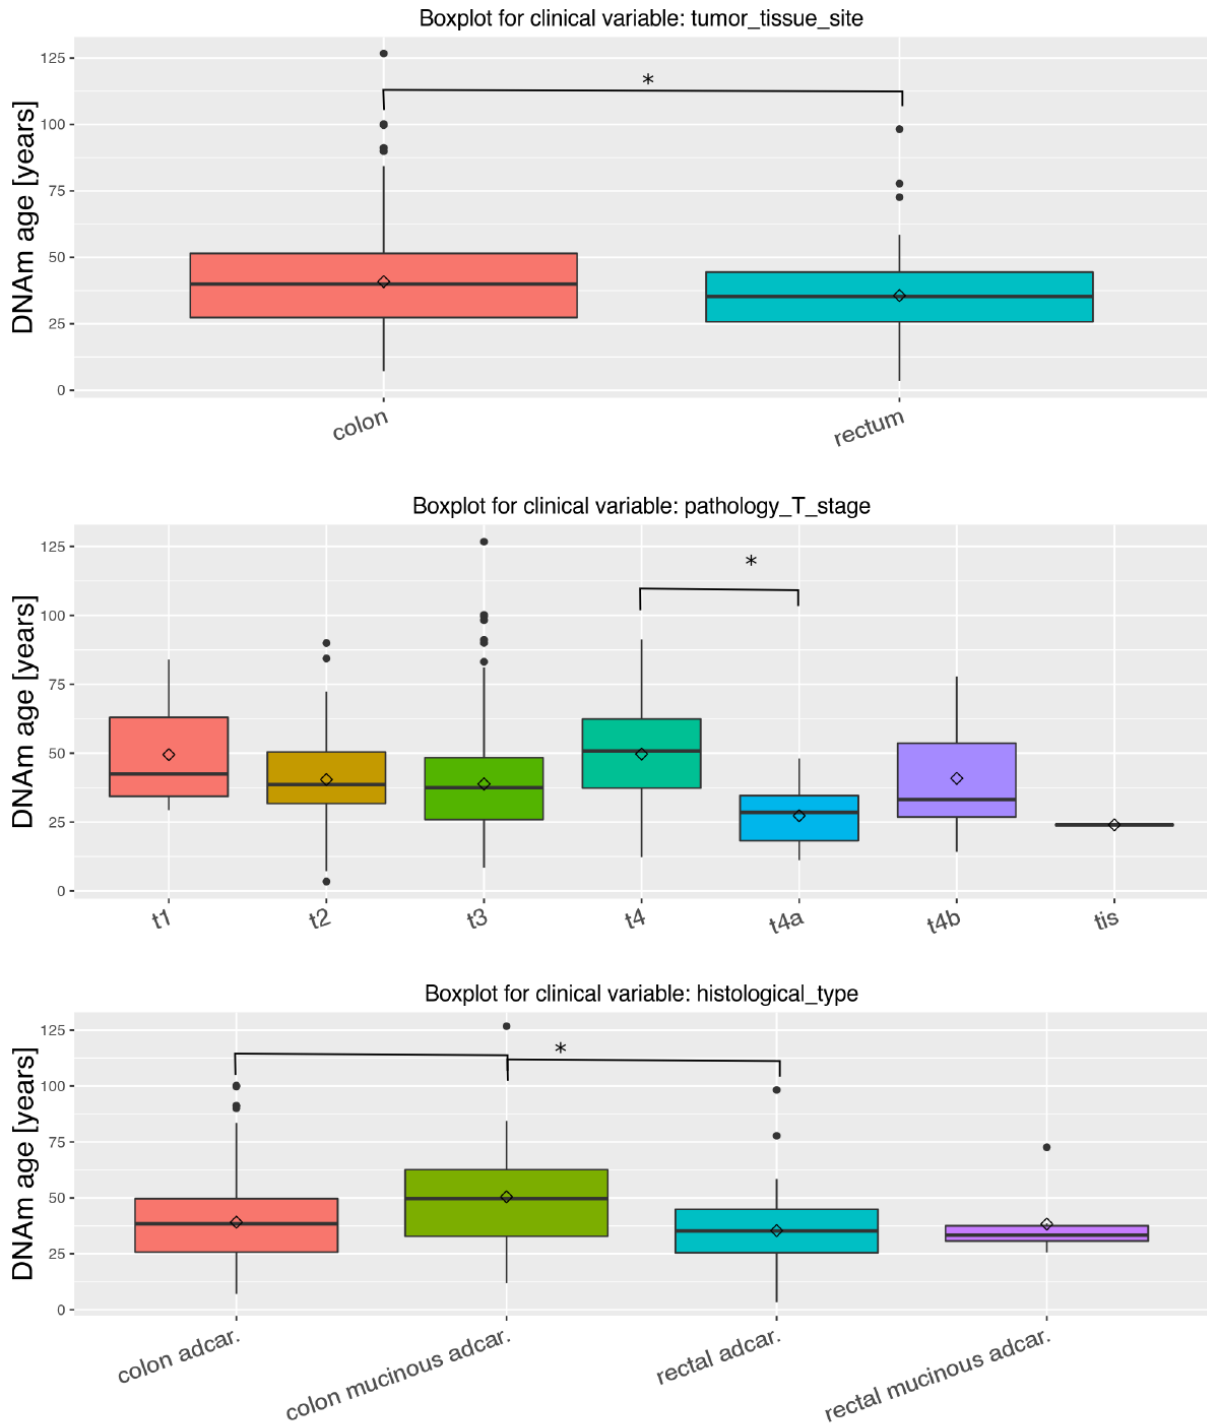 Boxplot for clinical variable: tumor_tissue_site
DNAm age [years]
125
100
75
50
25
0
*
colon
rectum
Boxplot for clinical variable: pathology_T_stage
DNAm age [years]
125
100
75
50
25
0
*
t1
t2
t3
t4
t4a
t4b
tis
Boxplot for clinical variable: histological_type
DNAm age [years]
125
100
75
50
25
0
*
colon adcar.
colon mucinous adcar.
rectal adcar.
rectal mucinous adcar.